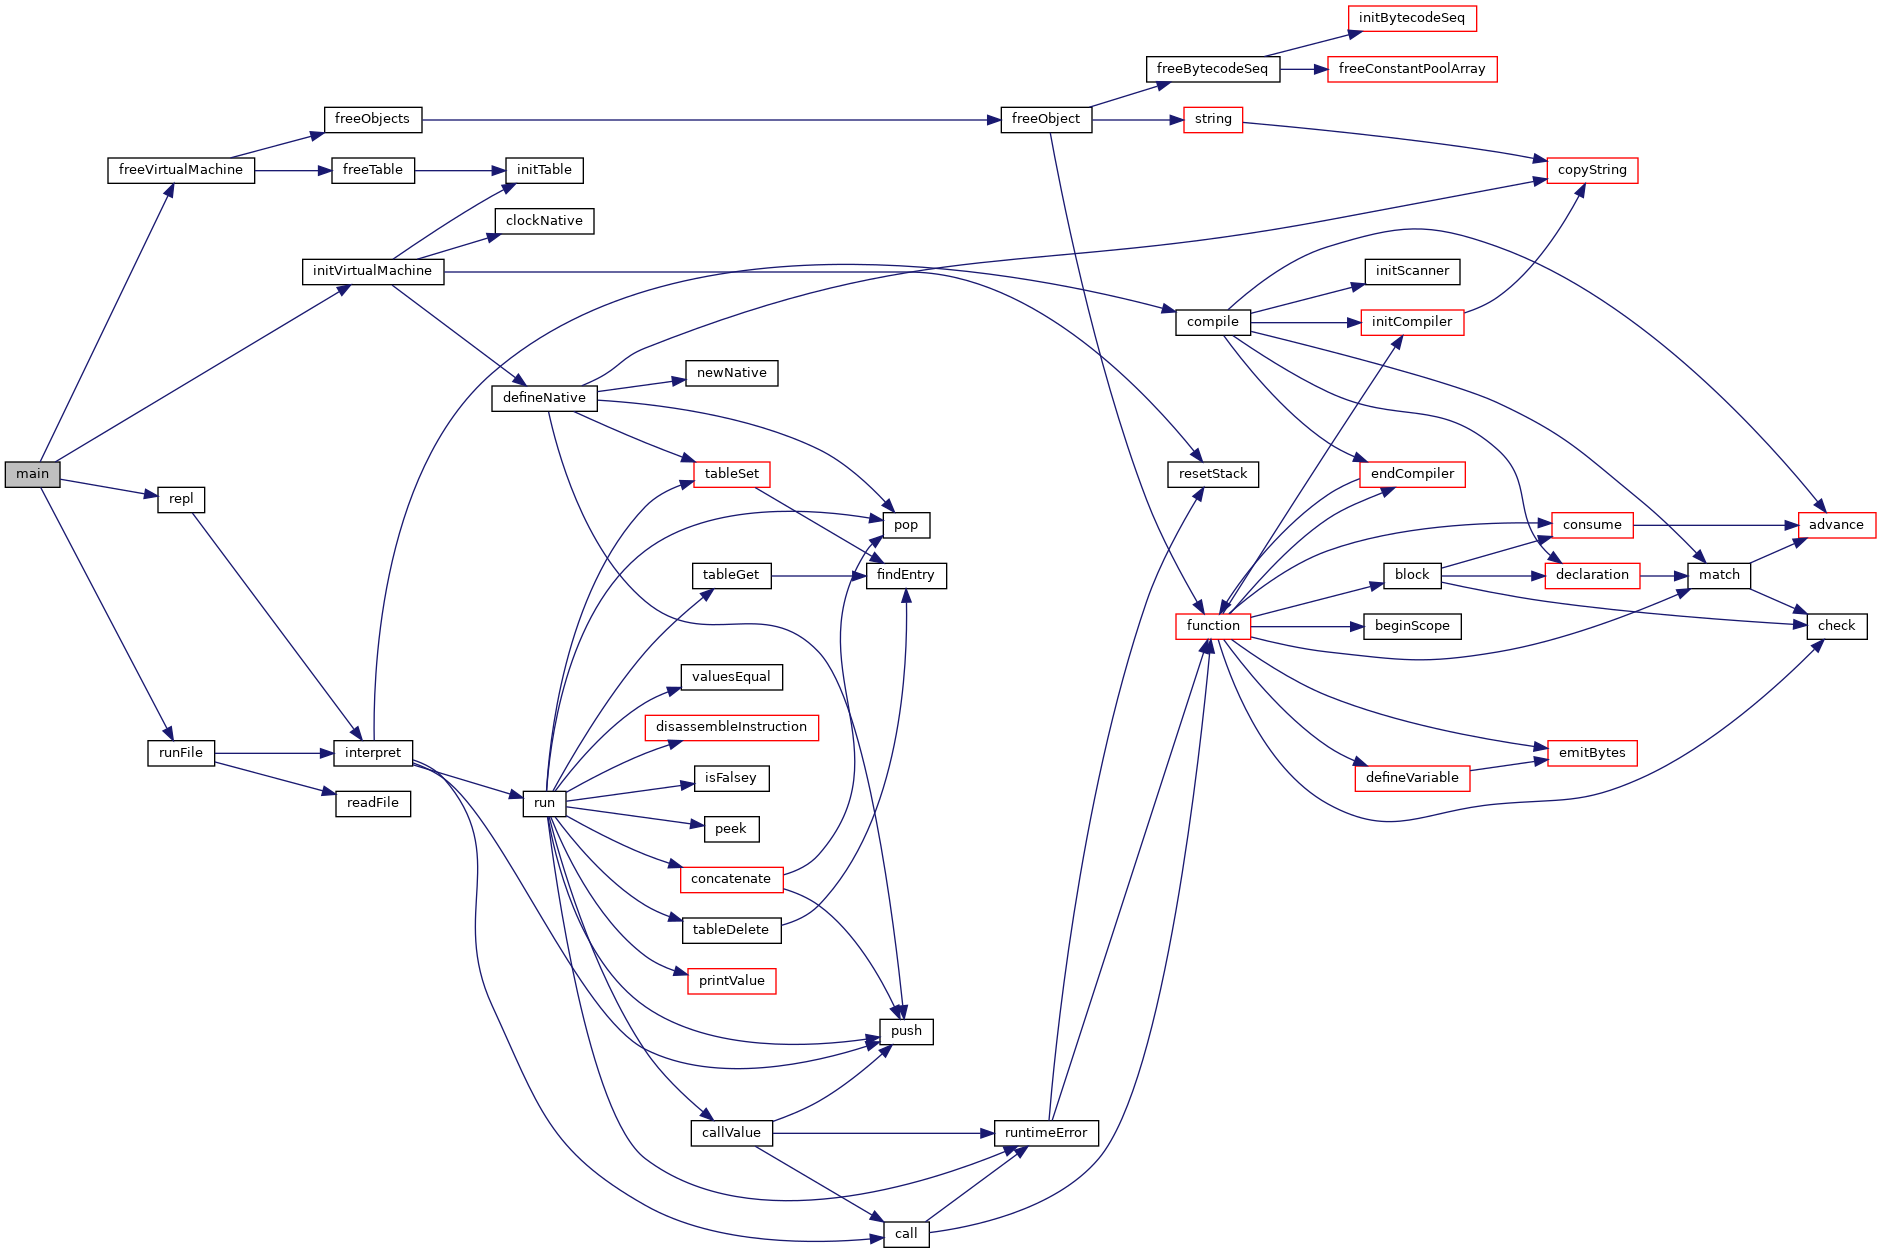 initBytecodeSeq
freeBytecodeSeq
freeConstantPoolArray
freeObjects
freeObject
string
freeVirtualMachine
freeTable
initTable
copyString
clockNative
initVirtualMachine
initScanner
compile
initCompiler
newNative
defineNative
main
tableSet
resetStack
endCompiler
repl
pop
consume
advance
tableGet
findEntry
block
declaration
match
function
beginScope
check
valuesEqual
disassembleInstruction
runFile
interpret
emitBytes
isFalsey
defineVariable
readFile
run
peek
concatenate
tableDelete
printValue
push
callValue
runtimeError
call